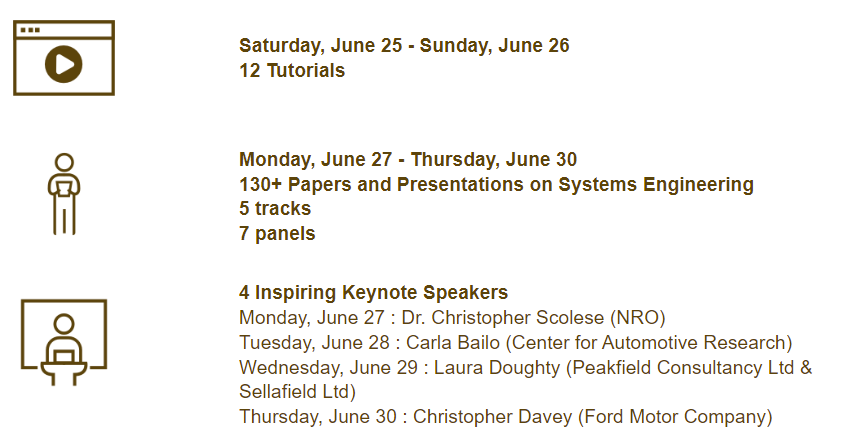 Saturday, June 25 - Sunday, June 26
12 Tutorials
Monday, June 27 - Thursday, June 30
130+ Papers and Presentations on Systems Engineering
5 tracks
7 panels
4 Inspiring Keynote Speakers
Monday, June 27 : Dr. Christopher Scolese (NRO)
Tuesday, June 28 : Carla Bailo (Center for Automotive Research)
Wednesday, June 29 : Laura Doughty (Peakfield Consultancy Ltd &
Sellafield Ltd)
Thursday, June 30 : Christopher Davey (Ford Motor Company)